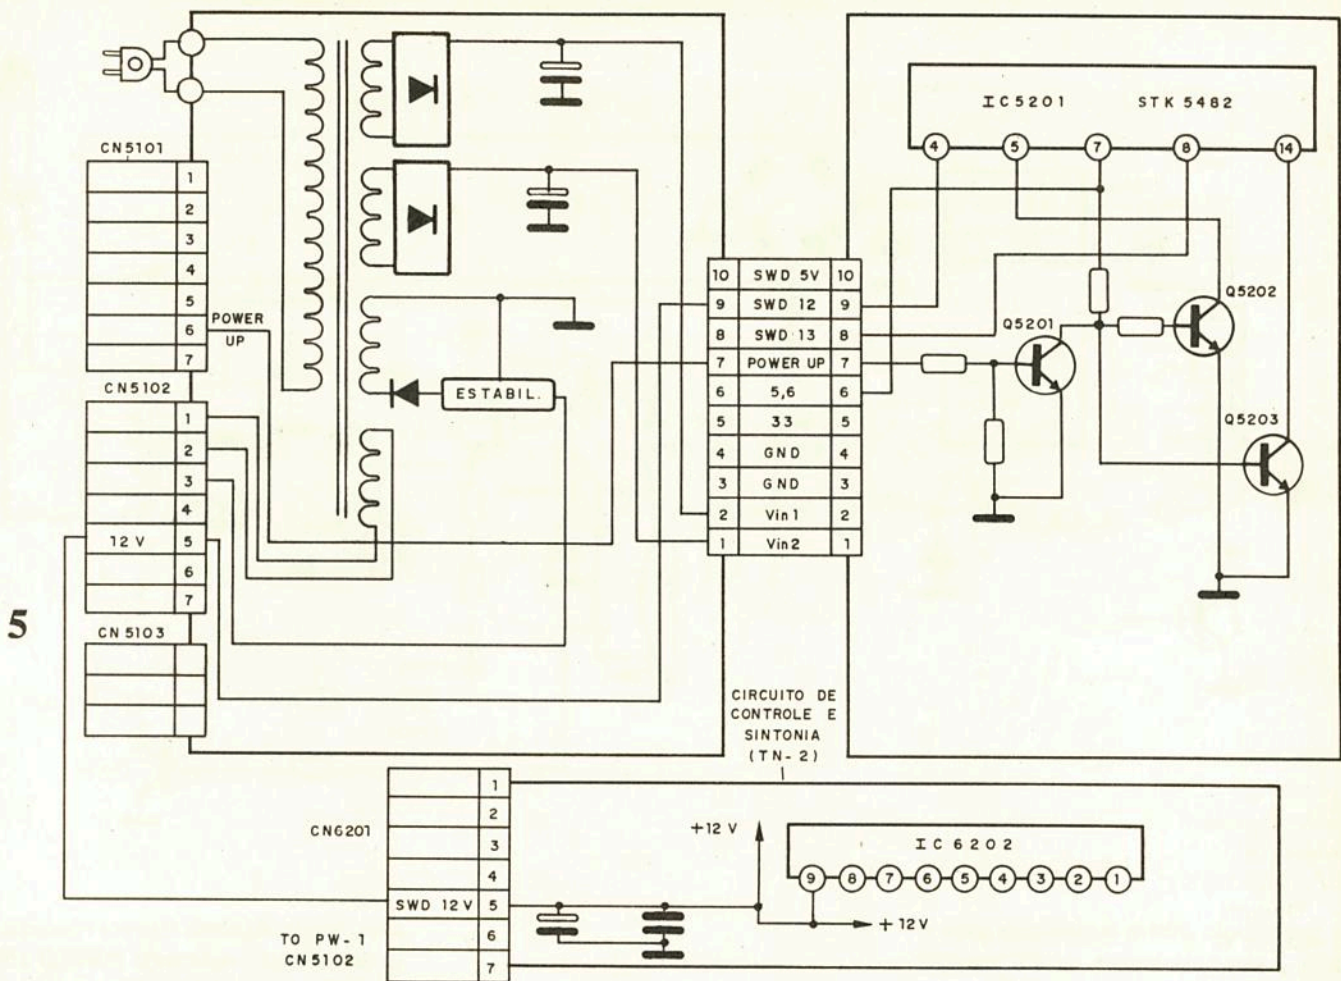 CN5101
1
2
3
4
5
6
7
POWER UP
CN5102
1
2
3
4
12 V 5
6
7
CN5103
ESTABIL.
10 SWD 5V 10
9 SWD 12 9
8 SWD 13 8
7 POWER UP 7
6 5,6 6
5 33 5
4 GND 4
3 GND 3
2 Vin 1 2
1 Vin 2 1
IC5201 STK 5482
4 5 7 8 14
Q5201
Q5202
Q5203
5
CIRCUITO DE
CONTROLE E
SINTONIA
(TN-2)
CN6201
1
2
3
4
SWD 12 V 5
6
7
TO PW-1
CN5102
+12 V
IC6202
9 8 7 6 5 4 3 2 1
+12V